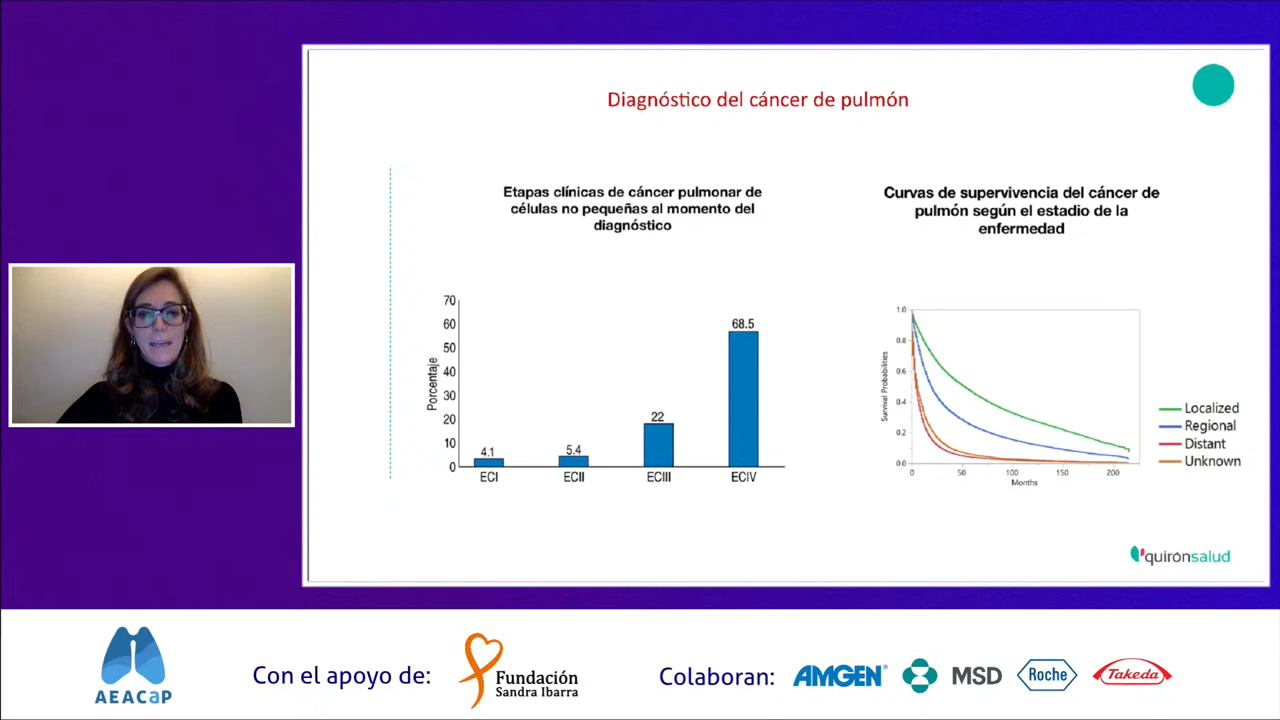 Diagnóstico del cáncer de pulmón
Etapas clínicas de cáncer pulmonar de
células no pequeñas al momento del
diagnóstico
Porcentaje
70
60
50
40
30
20
10
0
4.1
5.4
22
68.5
ECI
ECII
ECIII
ECIV
Curvas de supervivencia del cáncer de
pulmón según el estadio de la
enfermedad
Survival Probabilities
1.0
0.8
0.6
0.4
0.2
0.0
0
50
100
150
200
Months
Localized
Regional
Distant
Unknown
quirónsalud
AEACaP
Con el apoyo de:
Fundación
Sandra Ibarra
Colaboran:
AMGEN®
MSD
Roche
Takeda